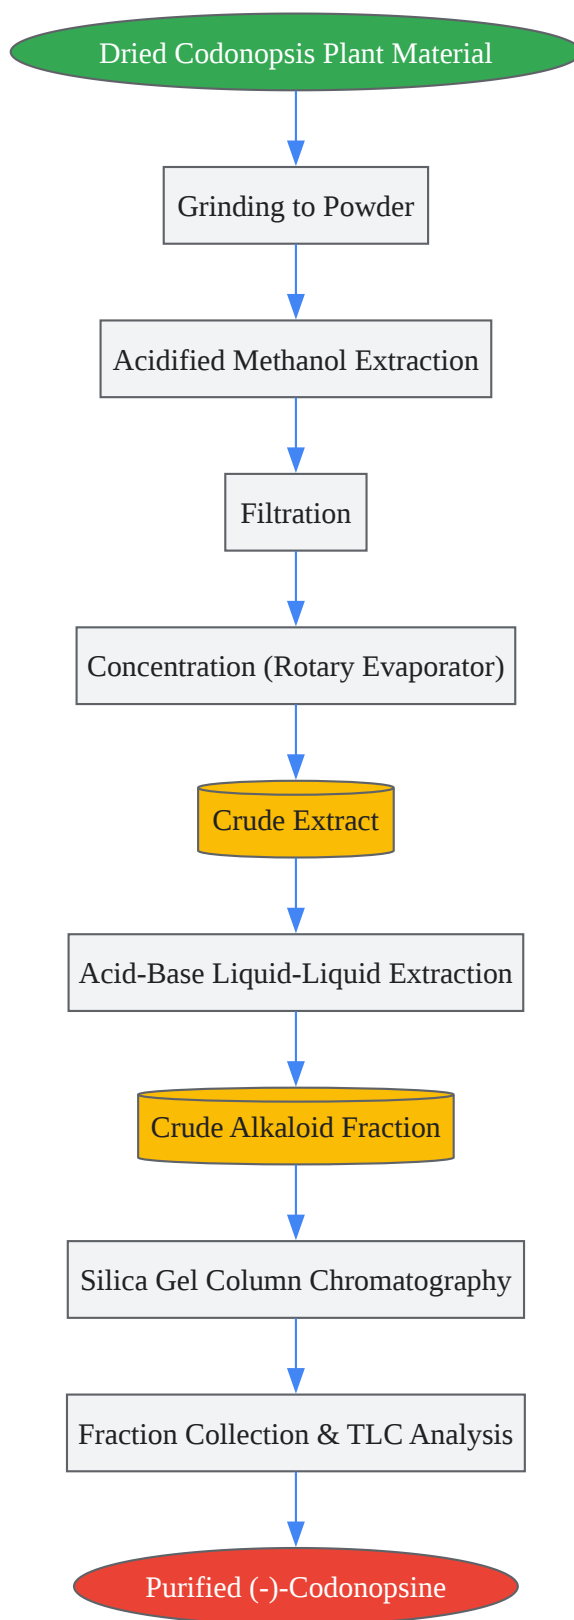 Dried Codonopsis Plant Material
Grinding to Powder
Acidified Methanol Extraction
Filtration
Concentration (Rotary Evaporator)
Crude Extract
Acid-Base Liquid-Liquid Extraction
Crude Alkaloid Fraction
Silica Gel Column Chromatography
Fraction Collection & TLC Analysis
Purified (-)-Codonopsine